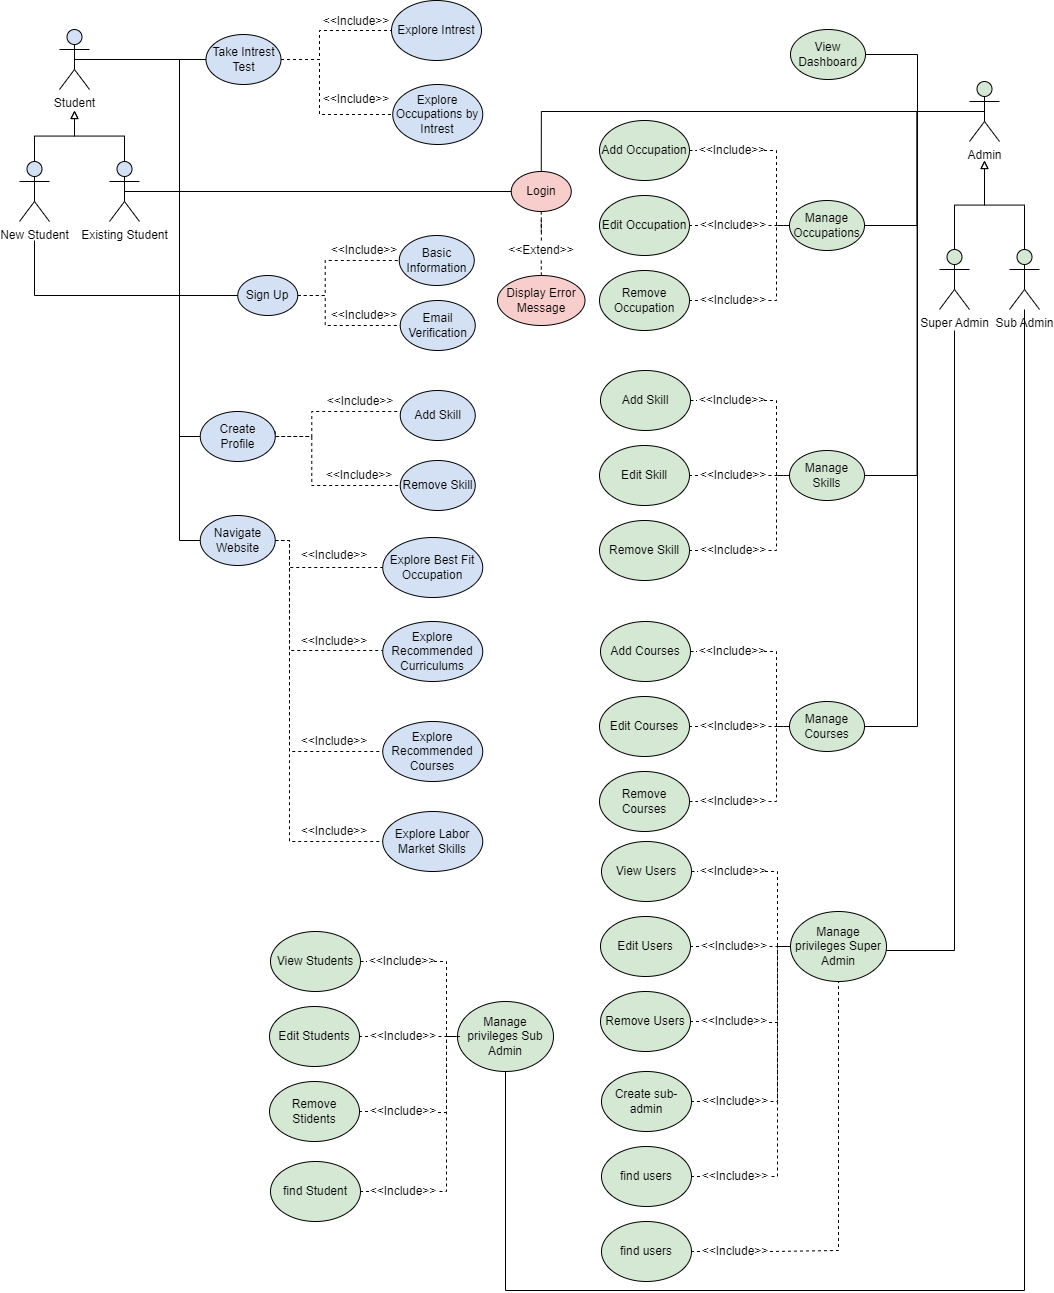 <<Include>>
Explore Intrest
Take Intrest
Test
View
Dashboard
Student
<<Include>>
Explore
Occupations by
Intrest
Add Occupation
<<Include>>
Admin
Login
New Student
Existing Student
Edit Occupation
<<Include>>
Manage
Occupations
<<Include>>
Basic
Information
<<Extend>>
Sign Up
Display Error
Message
Remove
Occupation
<<Include>>
<<Include>>
Email
Verification
Super Admin
Sub Admin
<<Include>>
Add Skill
Add Skill
<<Include>>
Create
Profile
<<Include>>
Remove Skill
Edit Skill
<<Include>>
Manage
Skills
Navigate
Website
<<Include>>
Explore Best Fit
Occupation
Remove Skill
<<Include>>
<<Include>>
Explore
Recommended
Curriculums
Add Courses
<<Include>>
<<Include>>
Explore
Recommended
Courses
Edit Courses
<<Include>>
Manage
Courses
Remove
Courses
<<Include>>
<<Include>>
Explore Labor
Market Skills
View Users
<<Include>>
Edit Users
<<Include>>
Manage
privileges Super
Admin
View Students
<<Include>>
Remove Users
<<Include>>
Edit Students
<<Include>>
Manage
privileges Sub
Admin
Create sub-
admin
<<Include>>
Remove
Stidents
<<Include>>
find users
<<Include>>
find Student
<<Include>>
find users
<<Include>>